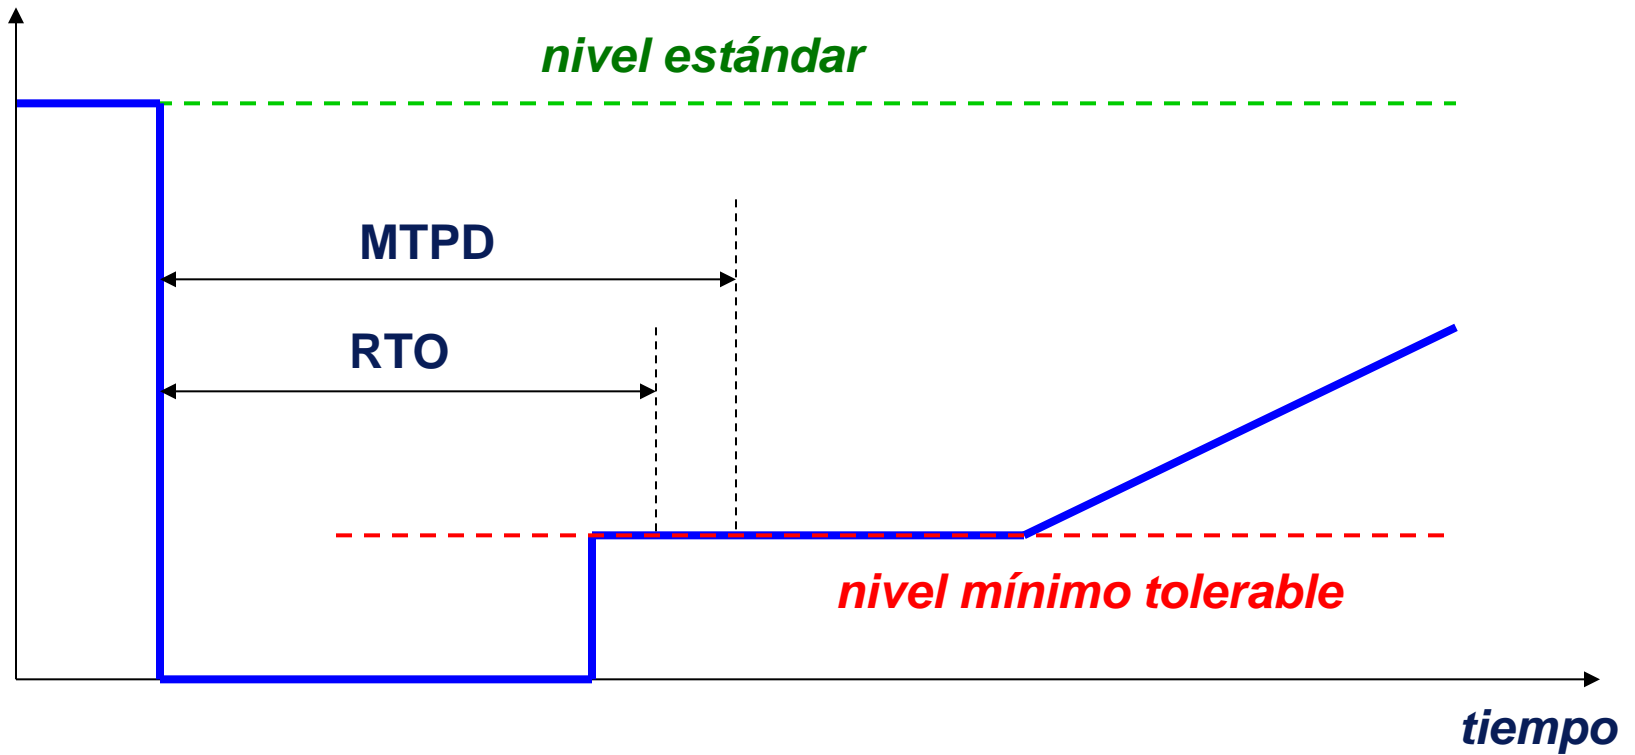 nivel estándar
MTPD
RTO
nivel mínimo tolerable
tiempo